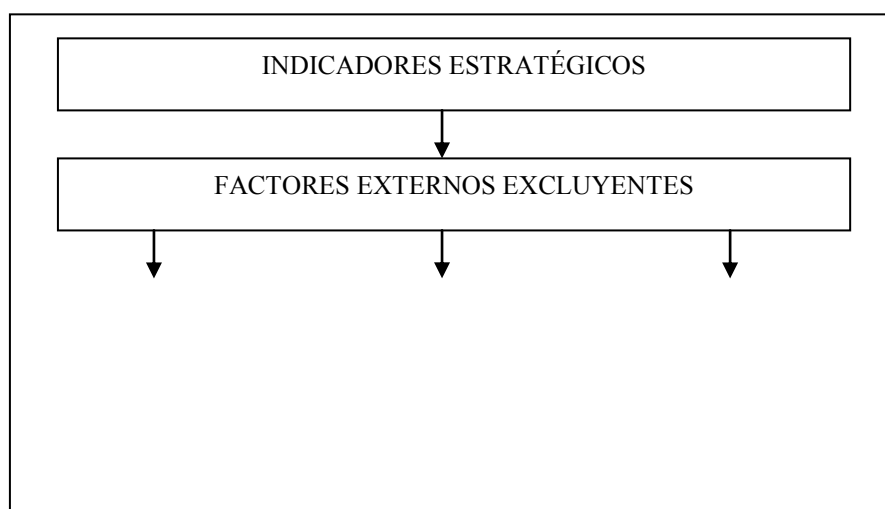 INDICADORES ESTRATÉGICOS
FACTORES EXTERNOS EXCLUYENTES